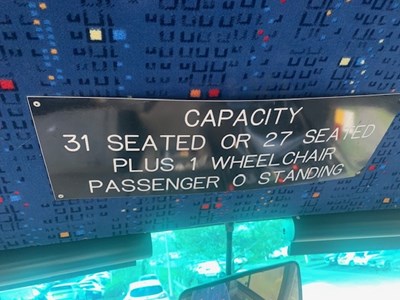 CAPACITY
31 SEATED OR 27 SEATED
PLUS 1 WHEELCHAIR
PASSENGER 0 STANDING